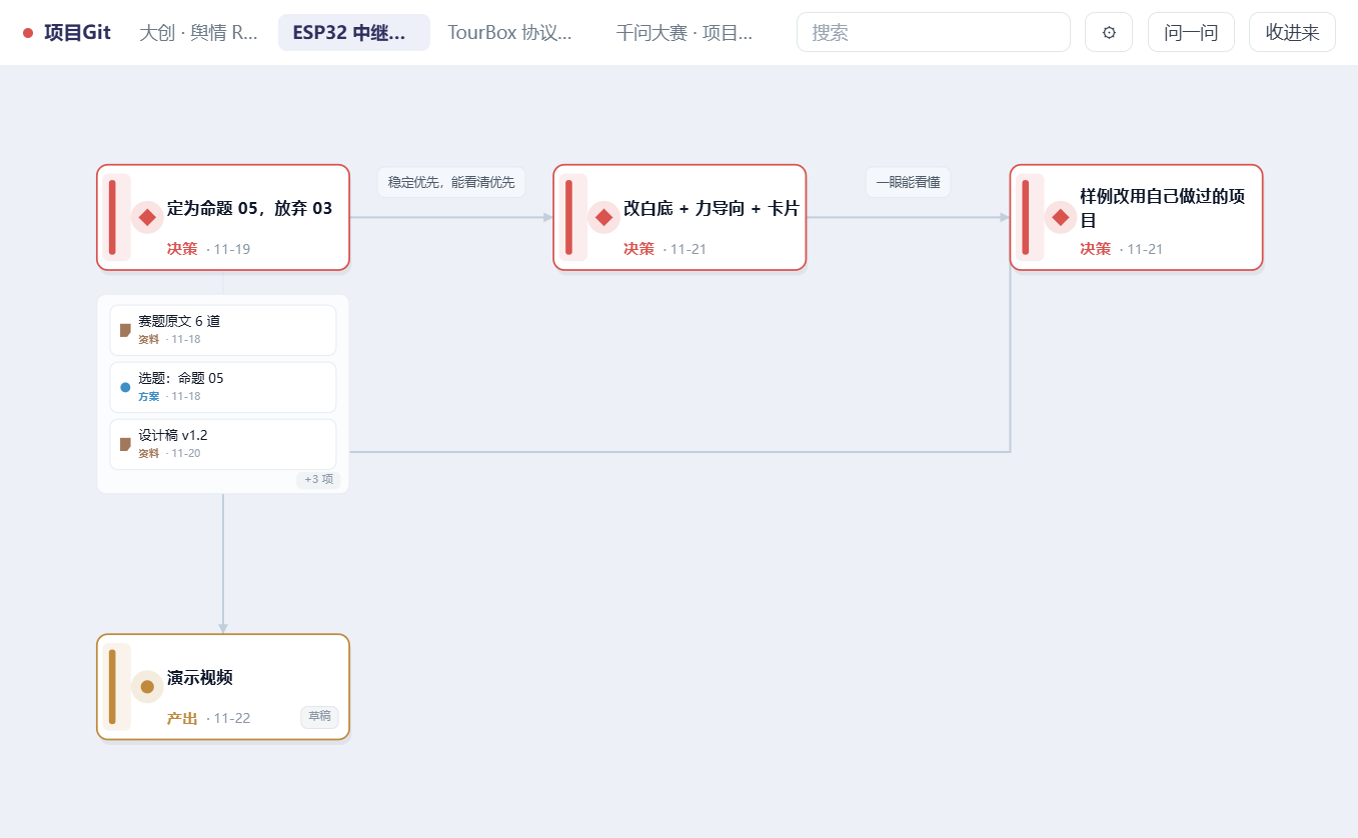 项目Git
大创 · 舆情 R...
ESP32 中继...
TourBox 协议...
千问大赛 · 项目...
搜索
问一问
收进来
定为命题 05，放弃 03
决策 · 11-19
稳定优先，能看清优先
改白底 + 力导向 + 卡片
决策 · 11-21
一眼能看懂
样例改用自己做过的项
目
决策 · 11-21
赛题原文 6 道
资料 · 11-18
选题：命题 05
方案 · 11-18
设计稿 v1.2
资料 · 11-20
+3 项
演示视频
产出 · 11-22
草稿